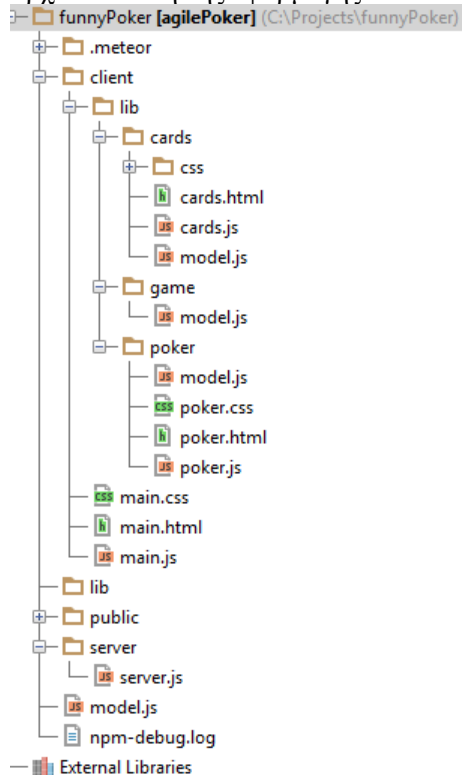 funnyPoker [agilePoker] (C:\Projects\funnyPoker)
.meteor
client
lib
cards
css
cards.html
cards.js
model.js
game
model.js
poker
model.js
poker.css
poker.html
poker.js
main.css
main.html
main.js
lib
public
server
server.js
model.js
npm-debug.log
External Libraries